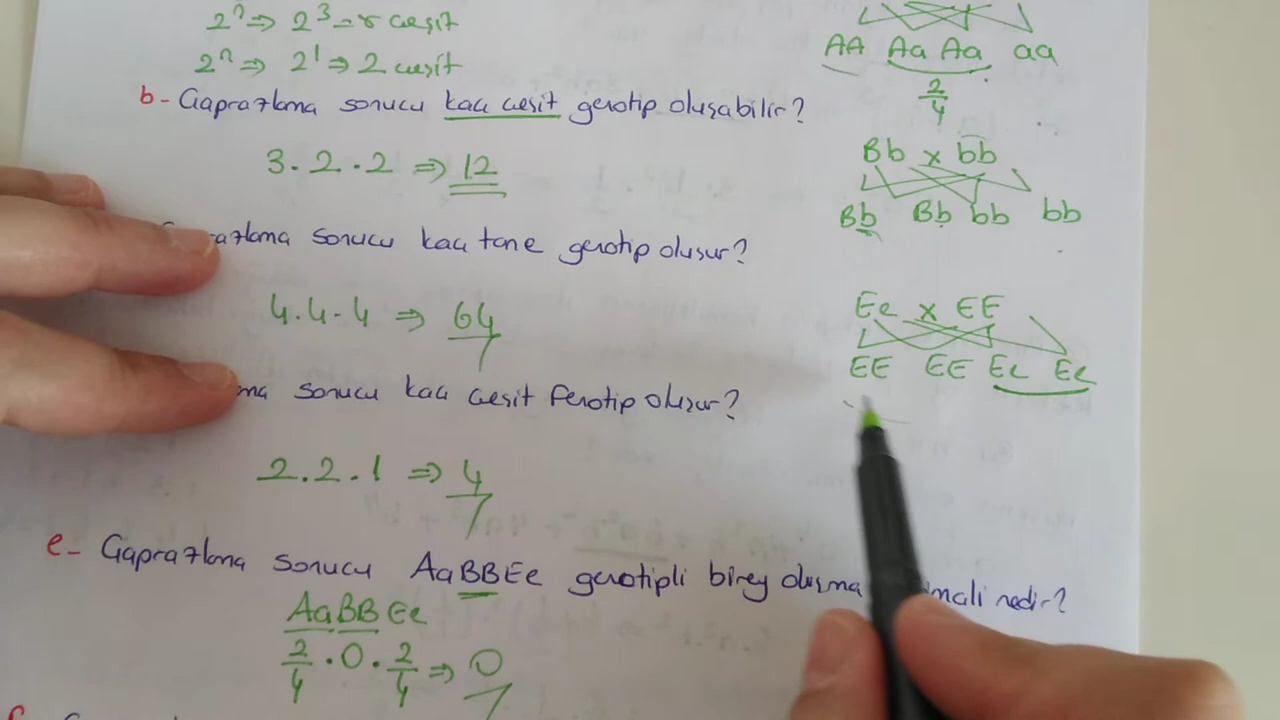 2ⁿ ⇒ 2³ = 8 çeşit
2ⁿ ⇒ 2¹ ⇒ 2 çeşit
b- Çaprazlama sonucu kaç çeşit genotip oluşabilir?
3.2.2 ⇒ 12
sonucu kaç tane genotip oluşur?
4.4.4 ⇒ 64
sonucu kaç çeşit fenotip oluşur?
2.2.1 ⇒ 4
e- Çaprazlama sonucu AaBBEe genotipli birey oluşma nedir?
AaBBEe
2/4 . 0 . 2/4 ⇒ 0
AA Aa Aa aa
2/4
Bb x bb
Bb Bb bb bb
Ee x EE
EE EE Ee Ee